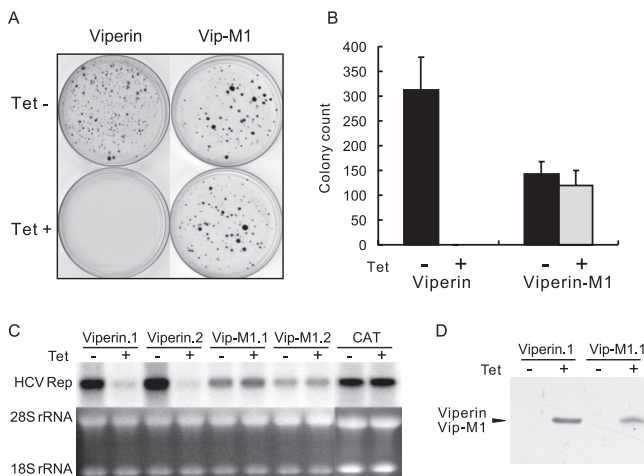 A
Viperin Vip-M1
Tet -
Tet +
B
Colony count
400
350
300
250
200
150
100
50
0
Tet - + - +
Viperin Viperin-M1
C
Viperin.1 Viperin.2 Vip-M1.1 Vip-M1.2 CAT
Tet - + - + - + - + - +
HCV Rep
28S rRNA
18S rRNA
D
Viperin.1 Vip-M1.1
Tet - + - +
Viperin
Vip-M1